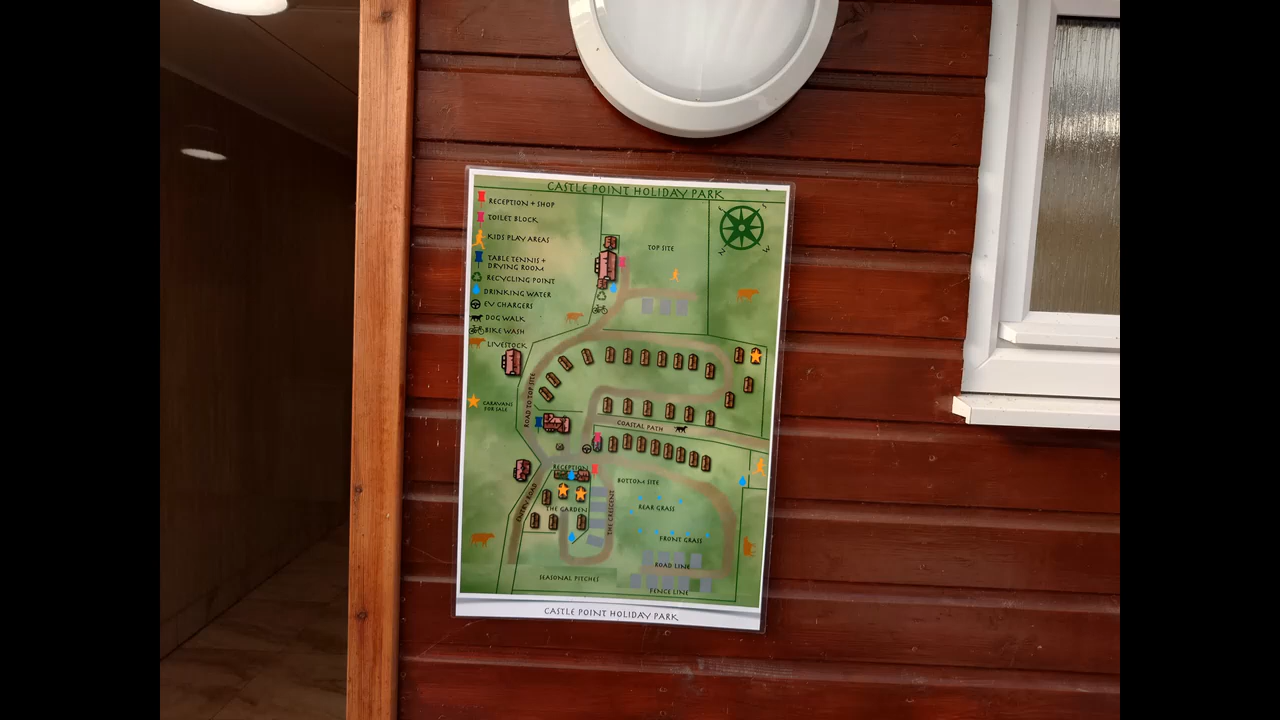 CASTLE POINT HOLIDAY PARK
RECEPTION + SHOP
TOILET BLOCK
KIDS PLAY AREAS
TABLE TENNIS +
DRYING ROOM
RECYCLING POINT
DRINKING WATER
EV CHARGERS
DOG WALK
BIKE WASH
LIVESTOCK
CARAVANS
FOR SALE
S
W
N
TOP SITE
ROAD TO TOP SITE
COASTAL PATH
RECEPTION
BOTTOM SITE
ENTRY ROAD
THE GARDEN
THE CRESCENT
REAR GRASS
FRONT GRASS
ROAD LINE
SEASONAL PITCHES
FENCE LINE
CASTLE POINT HOLIDAY PARK